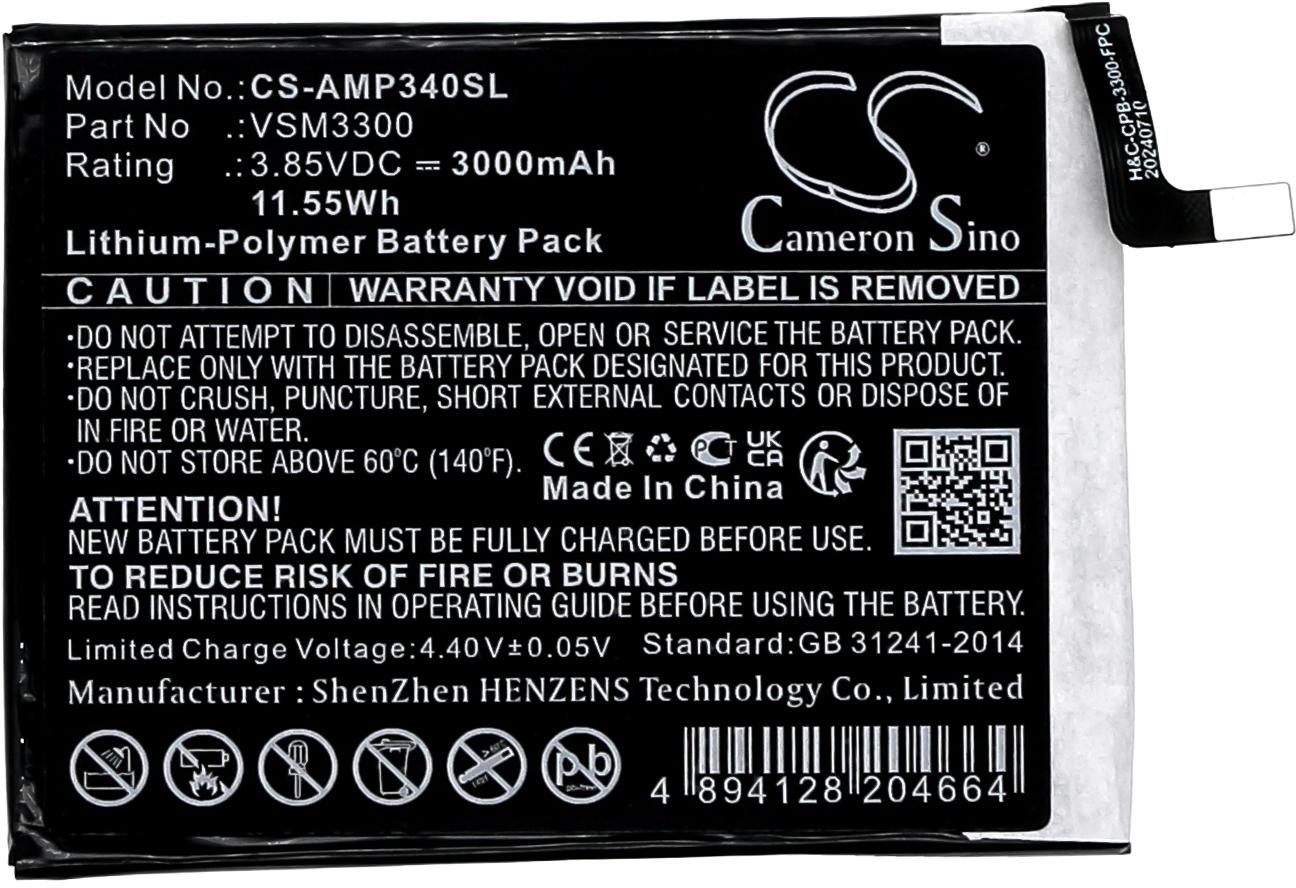 Model No.:CS-AMP340SL
Part No .:VSM3300
Rating .:3.85VDC ⎓ 3000mAh
11.55Wh
Lithium-Polymer Battery Pack
CS
®
Cameron Sino
H&C-CPB-3300-FPC
20240710
CAUTION WARRANTY VOID IF LABEL IS REMOVED
·DO NOT ATTEMPT TO DISASSEMBLE, OPEN OR SERVICE THE BATTERY PACK.
·REPLACE ONLY WITH THE BATTERY PACK DESIGNATED FOR THIS PRODUCT.
·DO NOT CRUSH, PUNCTURE, SHORT EXTERNAL CONTACTS OR DISPOSE OF
IN FIRE OR WATER.
·DO NOT STORE ABOVE 60°C (140°F).
CE PCT UK
CA
Made In China
ATTENTION!
NEW BATTERY PACK MUST BE FULLY CHARGED BEFORE USE.
TO REDUCE RISK OF FIRE OR BURNS
READ INSTRUCTIONS IN OPERATING GUIDE BEFORE USING THE BATTERY.
Limited Charge Voltage:4.40V±0.05V Standard:GB 31241-2014
Manufacturer : ShenZhen HENZENS Technology Co., Limited
Pb
4 894128 204664